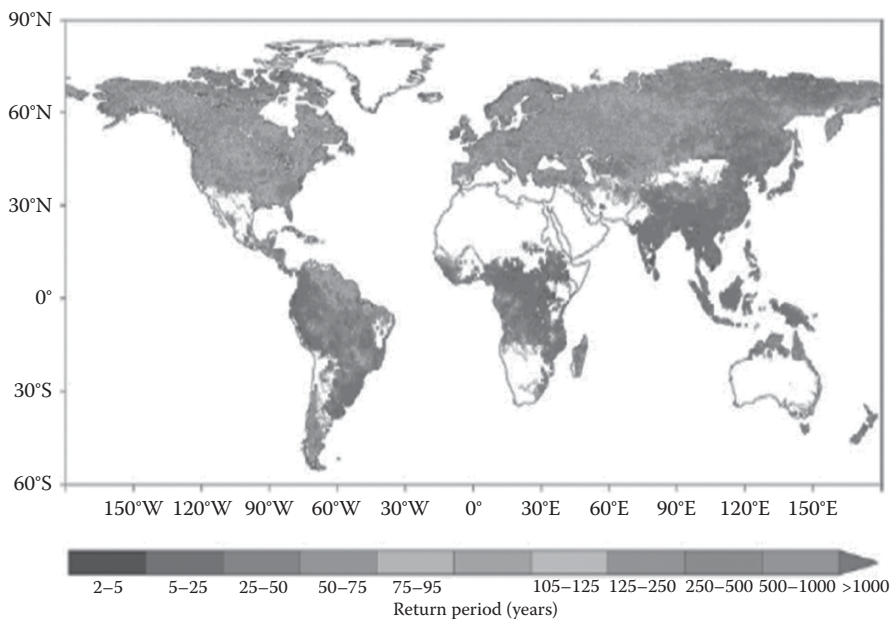 90°N
60°N
30°N
0°
30°S
60°S
150°W 120°W 90°W 60°W 30°W 0° 30°E 60°E 90°E 120°E 150°E
2–5 5–25 25–50 50–75 75–95 105–125 125–250 250–500 500–1000 >1000
Return period (years)